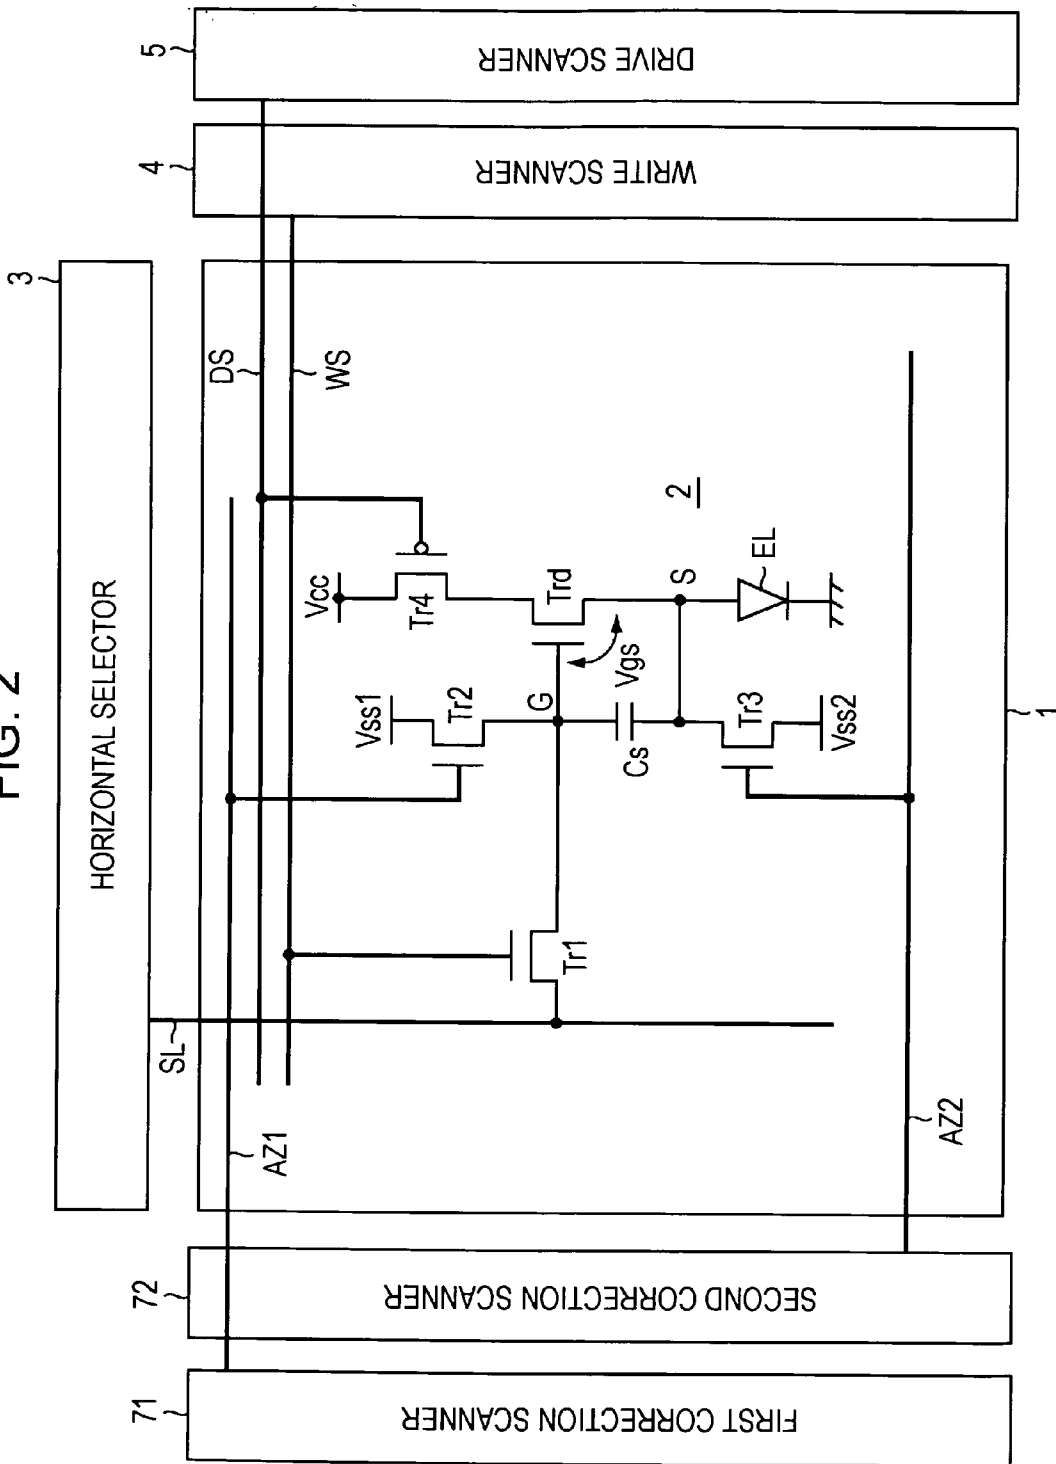 FIG. 2
3
HORIZONTAL SELECTOR
71
FIRST CORRECTION SCANNER
72
SECOND CORRECTION SCANNER
4
WRITE SCANNER
5
DRIVE SCANNER
SL
AZ1
DS
WS
Vss1
Vcc
Tr2
Tr4
Tr1
G
Trd
Vgs
Cs
S
2
Tr3
EL
Vss2
AZ2
1